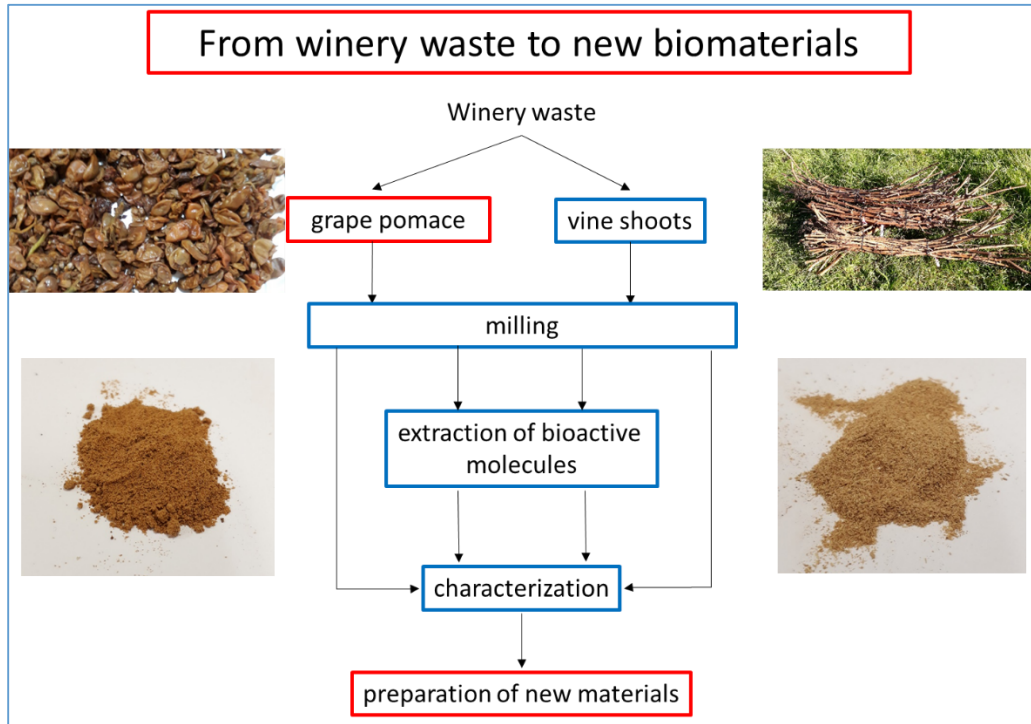 From winery waste to new biomaterials
Winery waste
grape pomace
vine shoots
milling
extraction of bioactive
molecules
characterization
preparation of new materials